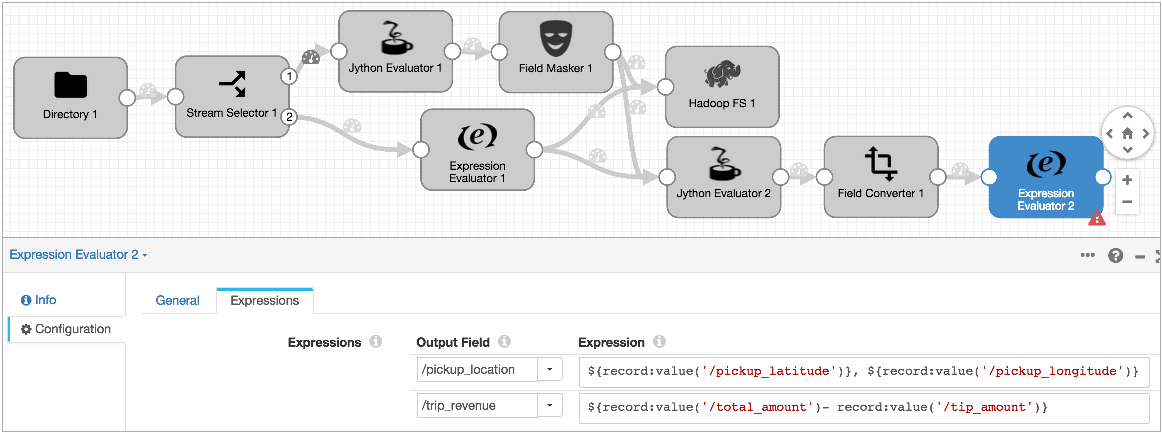 Directory 1
Stream Selector 1
1
2
Jython Evaluator 1
Field Masker 1
Expression
Evaluator 1
Hadoop FS 1
Jython Evaluator 2
Field Converter 1
Expression
Evaluator 2
Expression Evaluator 2
Info
Configuration
General Expressions
Expressions Output Field Expression
/pickup_location ${record:value('/pickup_latitude')}, ${record:value('/pickup_longitude')}
/trip_revenue ${record:value('/total_amount')- record:value('/tip_amount')}